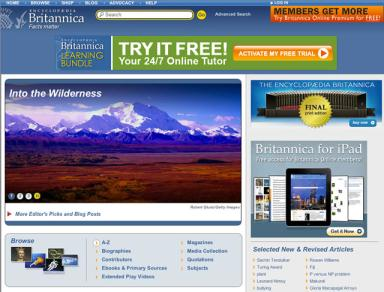 HOME BROWSE SHOP BLOG ADVOCACY HELP
LOG IN
ENCYCLOPÆDIA
Britannica
Facts matter
Search
Go
Advanced Search
MEMBERS GET MORE
Try Britannica Online Premium for FREE!
ENCYCLOPÆDIA
Britannica
LEARNING
BUNDLE
TRY IT FREE!
Your 24/7 Online Tutor
ACTIVATE MY FREE TRIAL
Into the Wilderness
Robert Glusic/Getty Images
More Editor's Picks and Blog Posts
THE ENCYCLOPÆDIA BRITANNICA
FINAL
print edition
buy now
Britannica for iPad
Free access for Britannica Online members!
Get it Now
Browse
A-Z
Biographies
Contributors
Ebooks & Primary Sources
Extended Play Videos
Magazines
Media Collection
Quotations
Subjects
Selected New & Revised Articles
Sachin Tendulkar
Turing Award
plant
Leonard Nimoy
bullying
Rowan Williams
Fiji
P versus NP problem
Makundi
Gloria Macapagal Arroyo